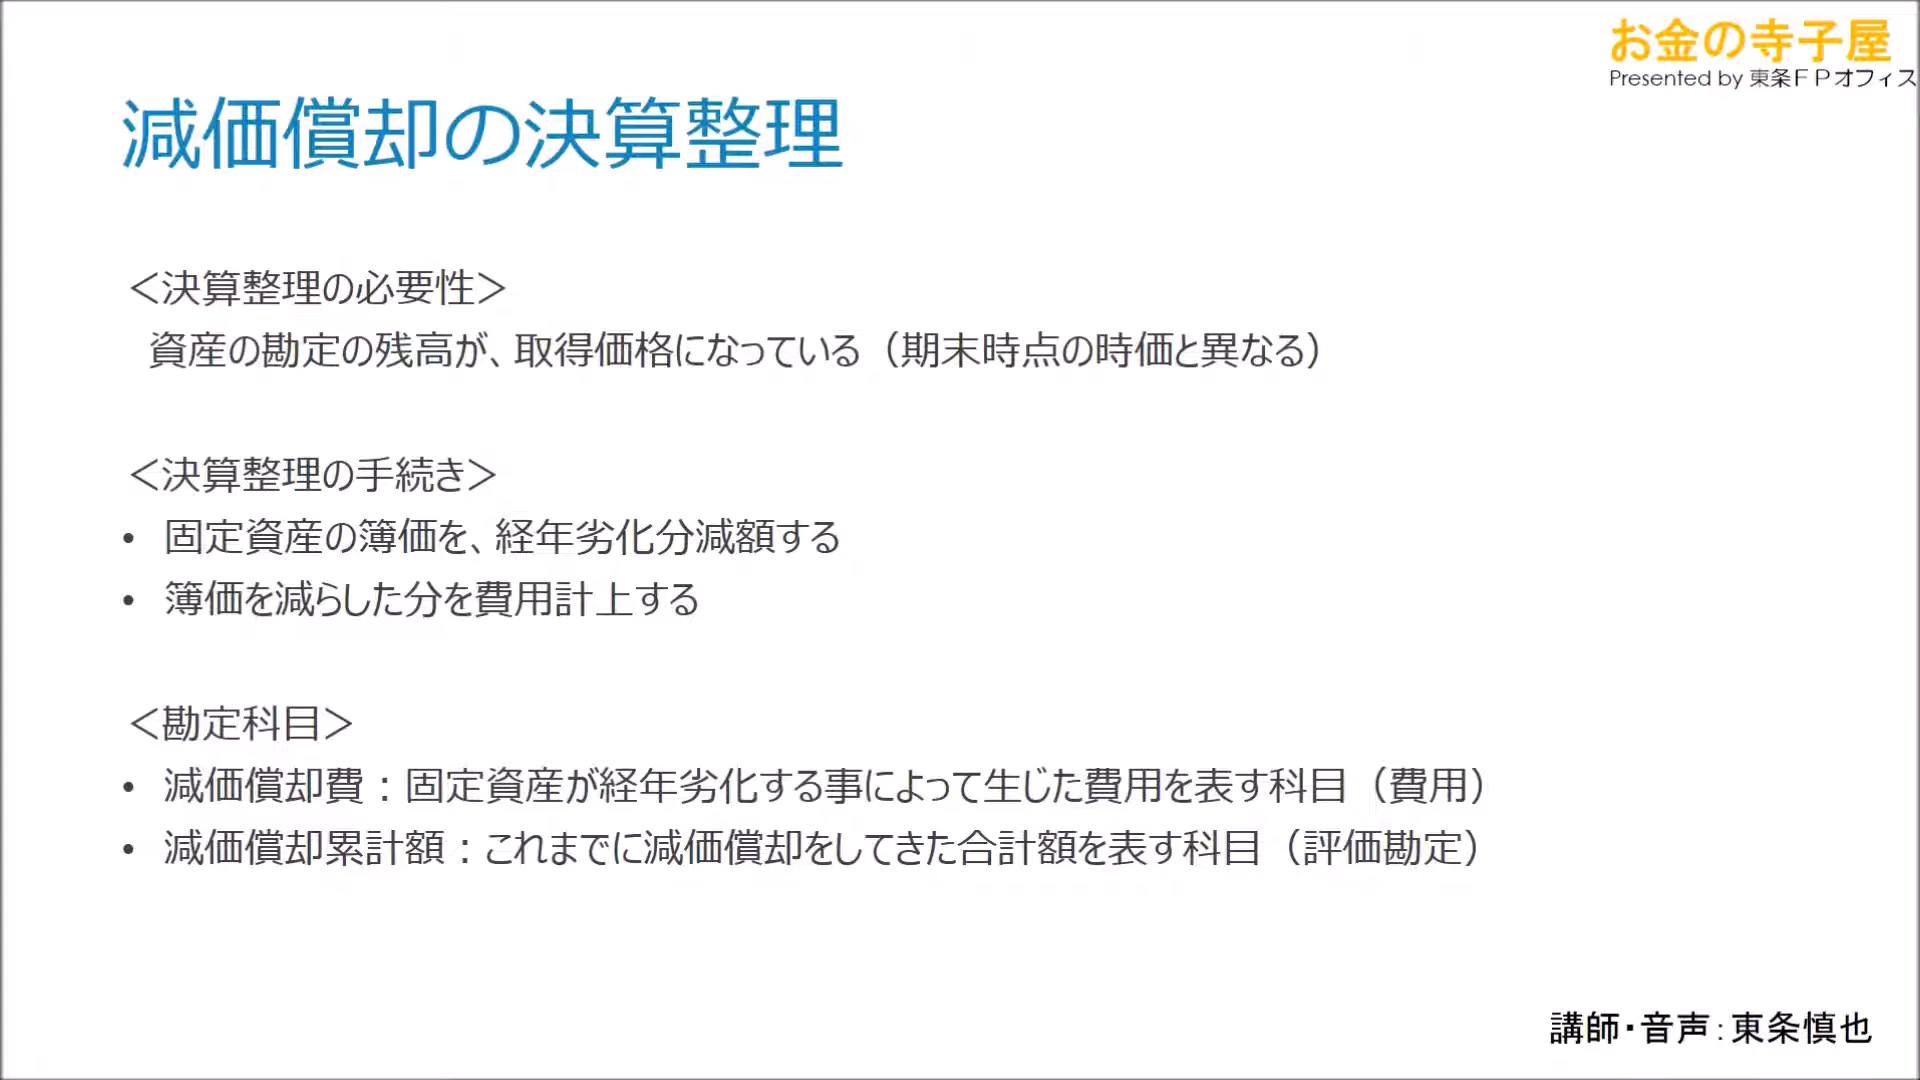 お金の寺子屋
Presented by 東条ＦＰオフィス
減価償却の決算整理
＜決算整理の必要性＞
資産の勘定の残高が、取得価格になっている（期末時点の時価と異なる）
＜決算整理の手続き＞
• 固定資産の簿価を、経年劣化分減額する
• 簿価を減らした分を費用計上する
＜勘定科目＞
• 減価償却費：固定資産が経年劣化する事によって生じた費用を表す科目（費用）
• 減価償却累計額：これまでに減価償却をしてきた合計額を表す科目（評価勘定）
講師・音声：東条慎也